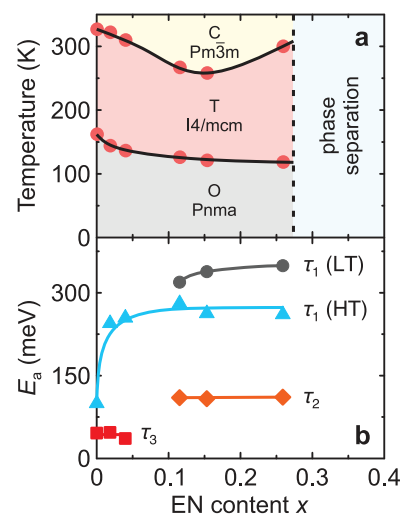 a
Temperature (K)
300
200
100
0
C
Pm3̅m
T
I4/mcm
O
Pnma
phase
separation
b
Eₐ (meV)
300
150
0
τ₁ (LT)
τ₁ (HT)
τ₂
τ₃
0
0.1
0.2
0.3
0.4
EN content x